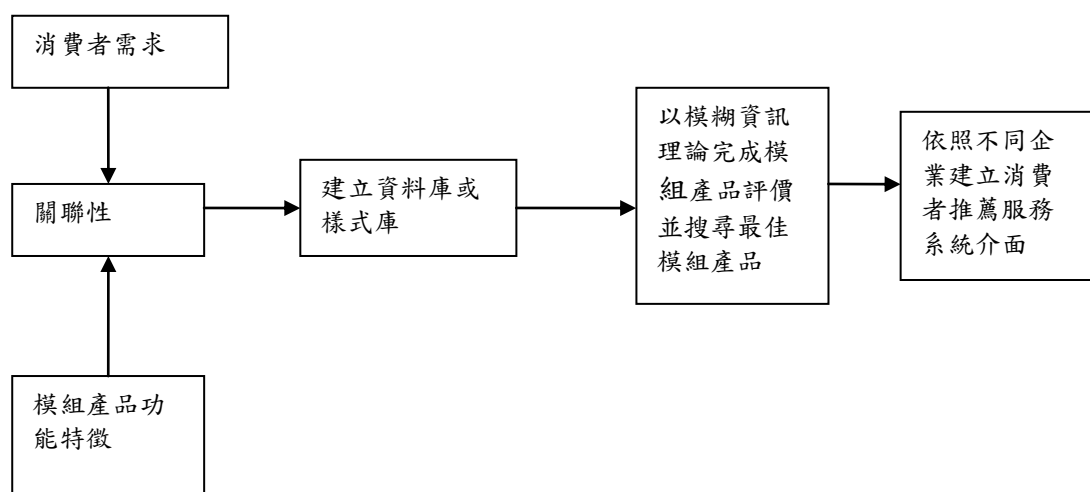 消費者需求
關聯性
模組產品功
能特徵
建立資料庫或
樣式庫
以模糊資訊
理論完成模
組產品評價
並搜尋最佳
模組產品
依照不同企
業建立消費
者推薦服務
系統介面